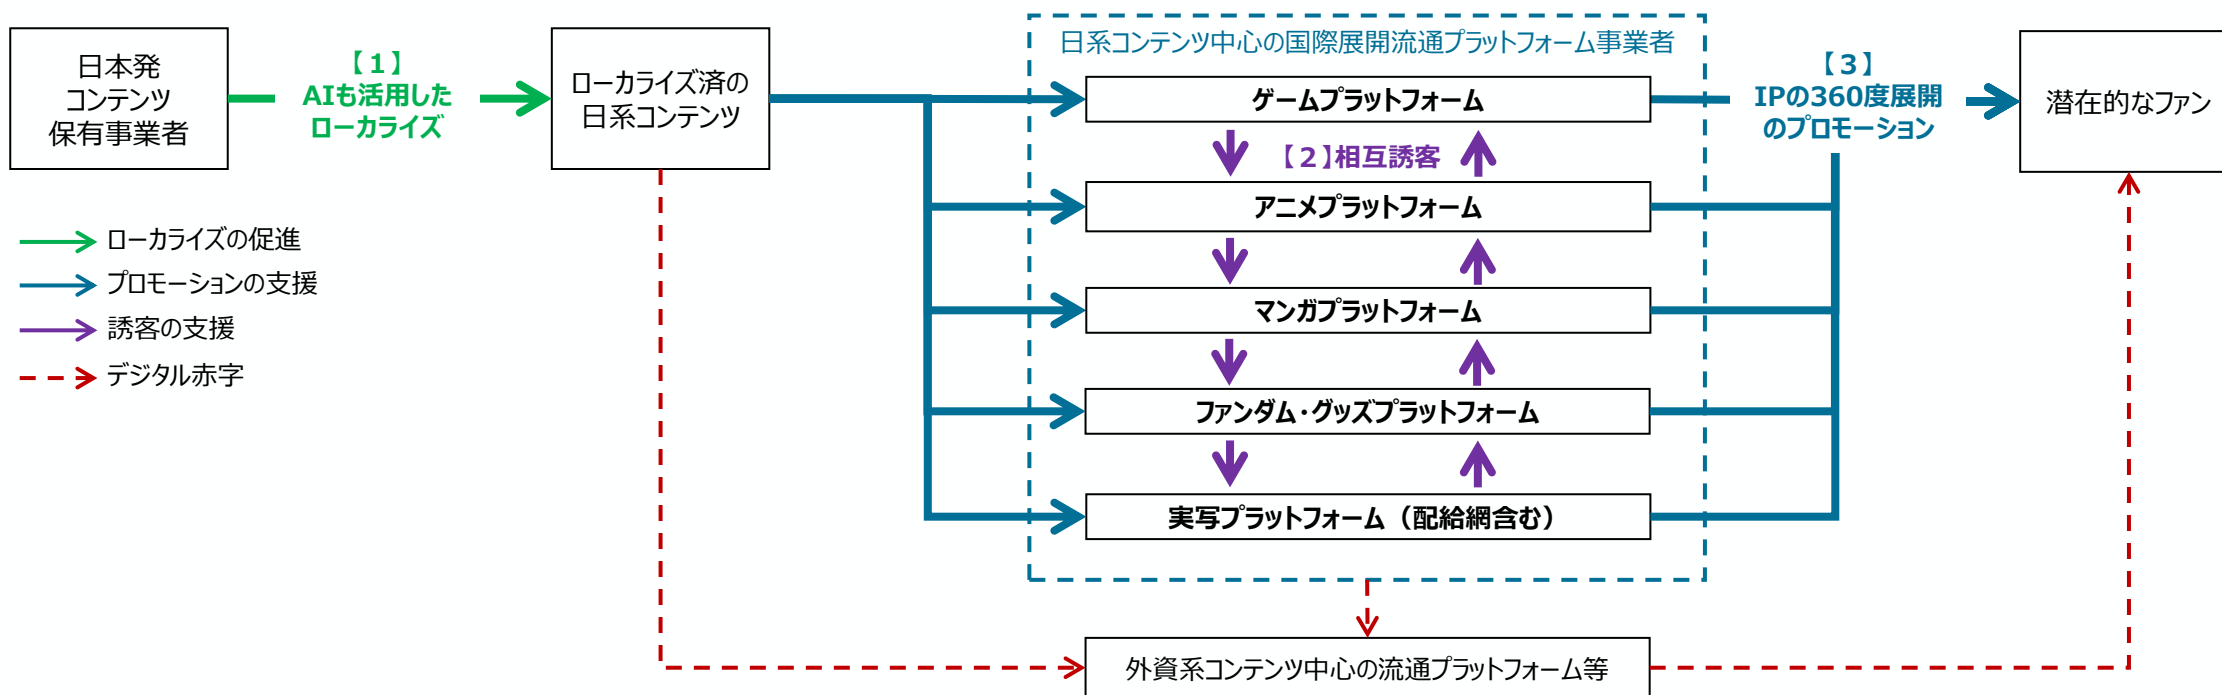 日本発
コンテンツ
保有事業者
【1】
AIも活用した
ローカライズ
ローカライズ済の
日系コンテンツ
日系コンテンツ中心の国際展開流通プラットフォーム事業者
ゲームプラットフォーム
【2】相互誘客
アニメプラットフォーム
マンガプラットフォーム
ファンダム・グッズプラットフォーム
実写プラットフォーム（配給網含む）
【3】
IPの360度展開
のプロモーション
潜在的なファン
ローカライズの促進
プロモーションの支援
誘客の支援
デジタル赤字
外資系コンテンツ中心の流通プラットフォーム等